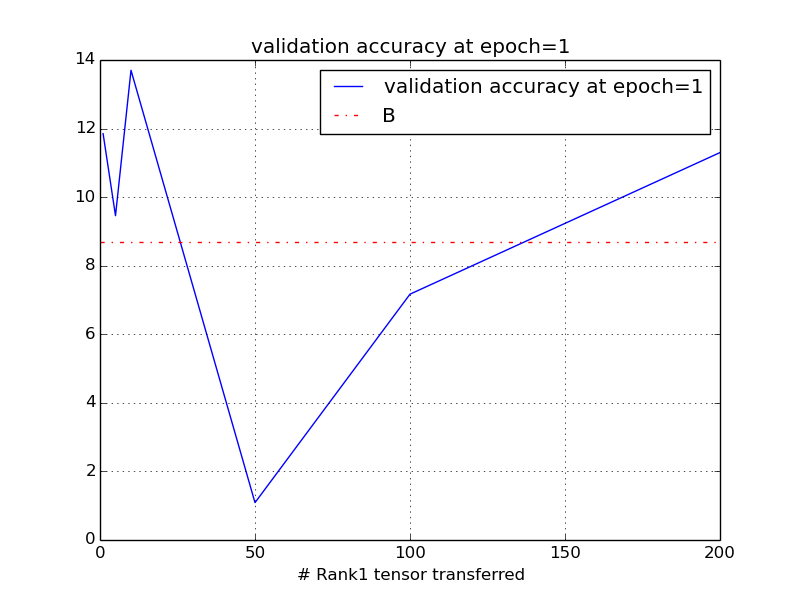 validation accuracy at epoch=1
validation accuracy at epoch=1
B
14
12
10
8
6
4
2
0
0 50 100 150 200
# Rank1 tensor transferred